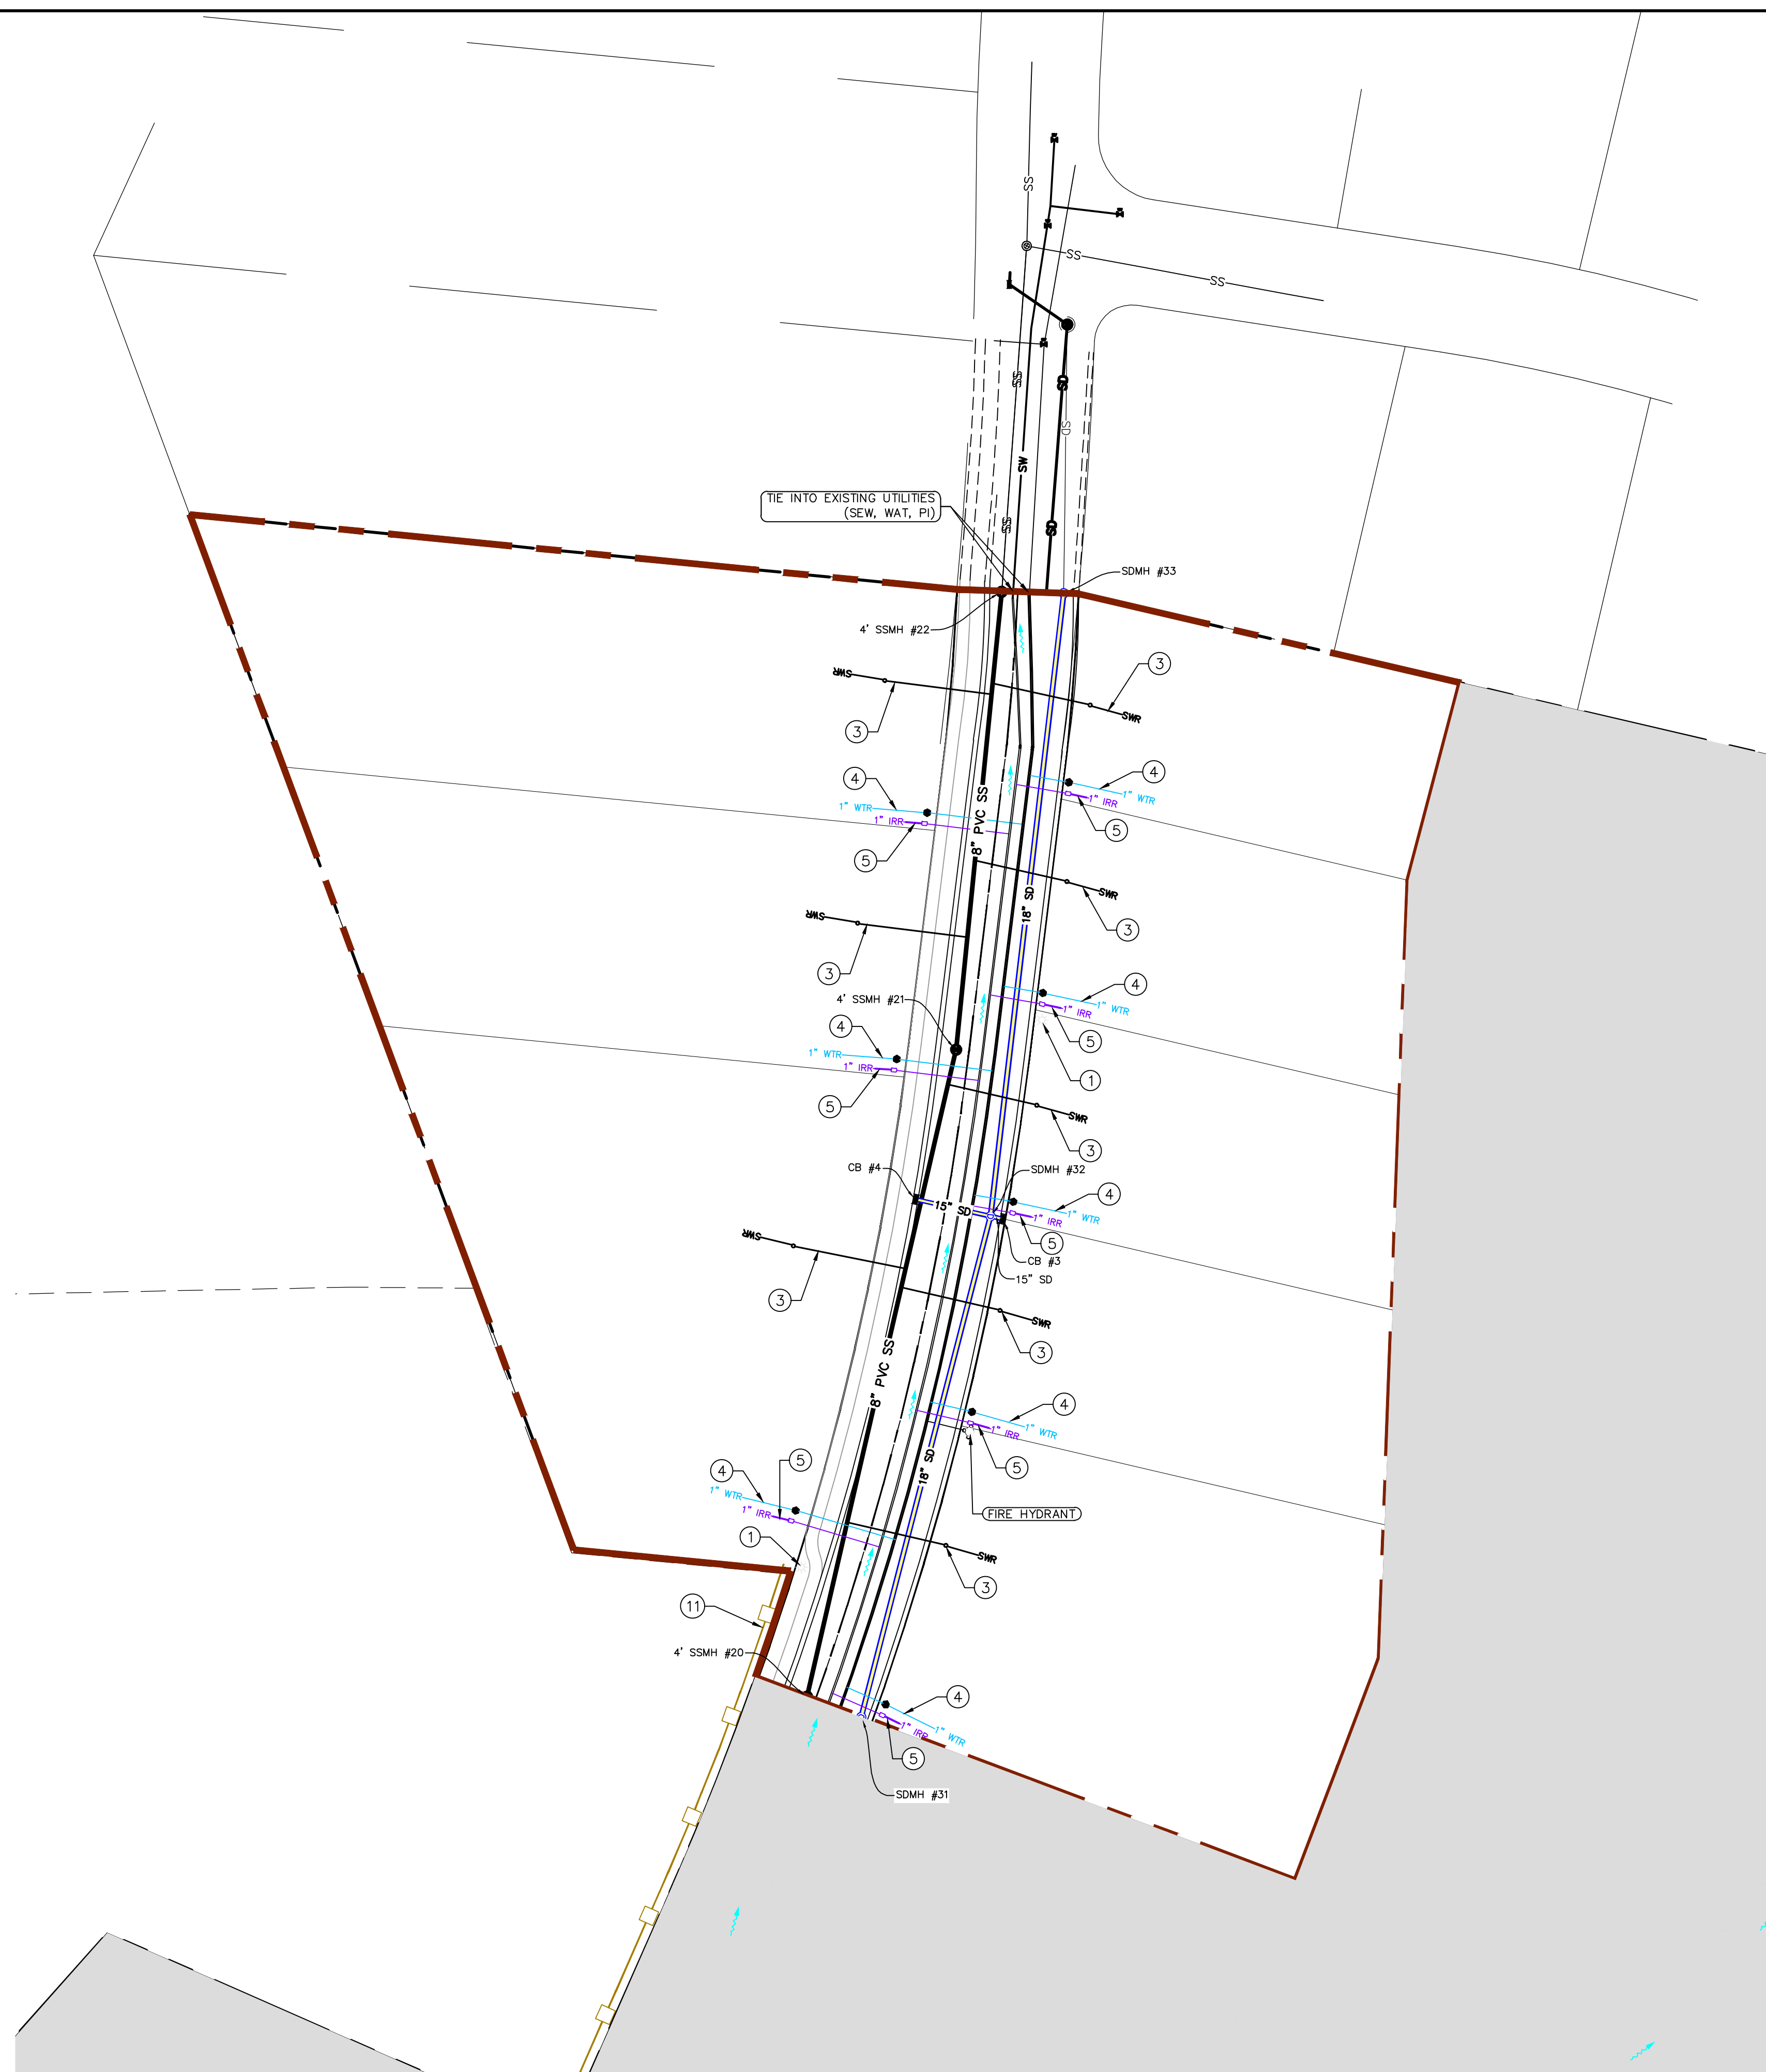 SS
SS
SS
SS
SD
SD
SW
TIE INTO EXISTING UTILITIES
(SEW, WAT, PI)
SS
SD
SDMH #33
4' SSMH #22
3
SWR
SWR
3
4
4
1" WTR
1" IRR
1" WTR
1" IRR
5
8" PVC SS
5
SWR
18" SD
SWR
3
3
4
4' SSMH #21
1" WTR
1" IRR
4
5
1" WTR
1" IRR
1
5
SWR
3
CB #4
SDMH #32
4
15" SD
1" WTR
1" IRR
5
SWR
CB #3
15" SD
3
SWR
3
8" PVC SS
4
1" WTR
1" IRR
5
18" SD
5
4
1" WTR
1" IRR
FIRE HYDRANT
1
SWR
3
11
4' SSMH #20
4
1" IRR
1" WTR
5
SDMH #31